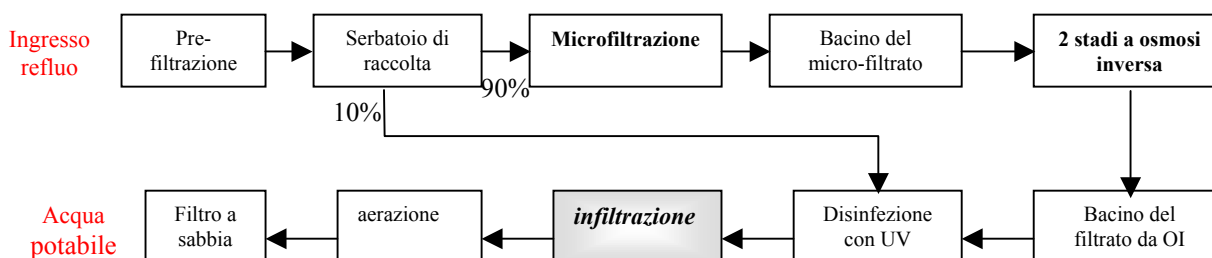 Ingresso
refluo
Pre-
filtrazione
Serbatoio di
raccolta
90%
10%
Microfiltrazione
Bacino del
micro-filtrato
2 stadi a osmosi
inversa
Acqua
potabile
Filtro a
sabbia
aerazione
infiltrazione
Disinfezione
con UV
Bacino del
filtrato da OI